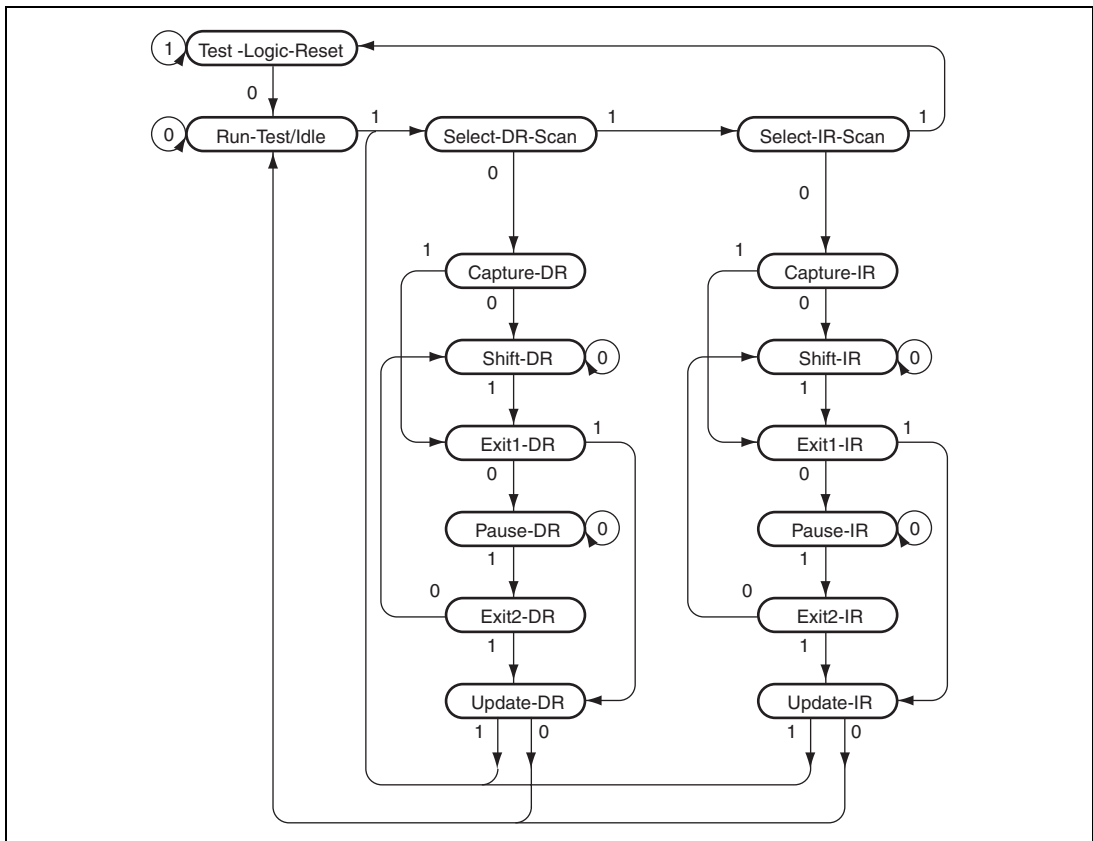 1 Test -Logic-Reset
0
0 Run-Test/Idle 1 Select-DR-Scan 1 Select-IR-Scan 1
0 0
1 1
Capture-DR Capture-IR
0 0
Shift-DR 0 Shift-IR 0
1 1
Exit1-DR 1 Exit1-IR 1
0 0
Pause-DR 0 Pause-IR 0
1 1
0 0
Exit2-DR Exit2-IR
1 1
Update-DR Update-IR
1 0 1 0